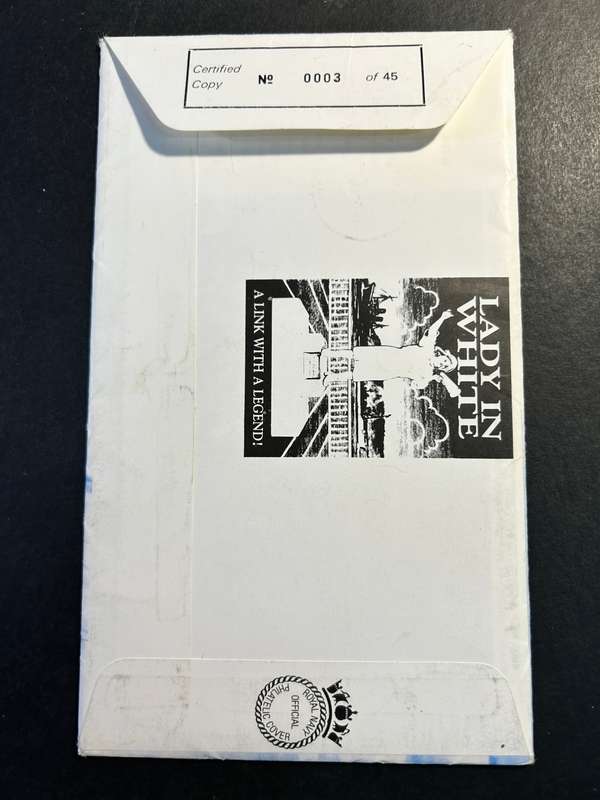 Certified
Copy
№ 0003 of 45
LADY IN
WHITE
A LINK WITH A LEGEND!
ROYAL NAVY
OFFICIAL
PHILATELIC COVER